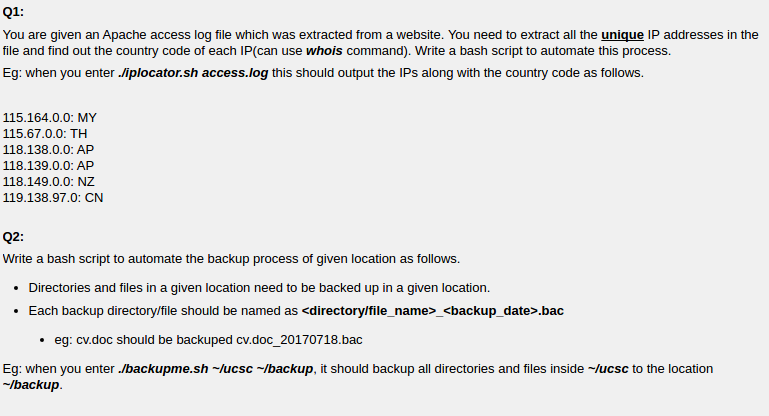 Q1:
You are given an Apache access log file which was extracted from a website. You need to extract all the unique IP addresses in the
file and find out the country code of each IP(can use whois command). Write a bash script to automate this process.
Eg: when you enter ./iplocator.sh access.log this should output the IPs along with the country code as follows.
115.164.0.0: MY
115.67.0.0: TH
118.138.0.0: AP
118.139.0.0: AP
118.149.0.0: NZ
119.138.97.0: CN
Q2:
Write a bash script to automate the backup process of given location as follows.
• Directories and files in a given location need to be backed up in a given location.
• Each backup directory/file should be named as <directory/file_name>_<backup_date>.bac
• eg: cv.doc should be backuped cv.doc_20170718.bac
Eg: when you enter ./backupme.sh ~/ucsc ~/backup, it should backup all directories and files inside ~/ucsc to the location
~/backup.